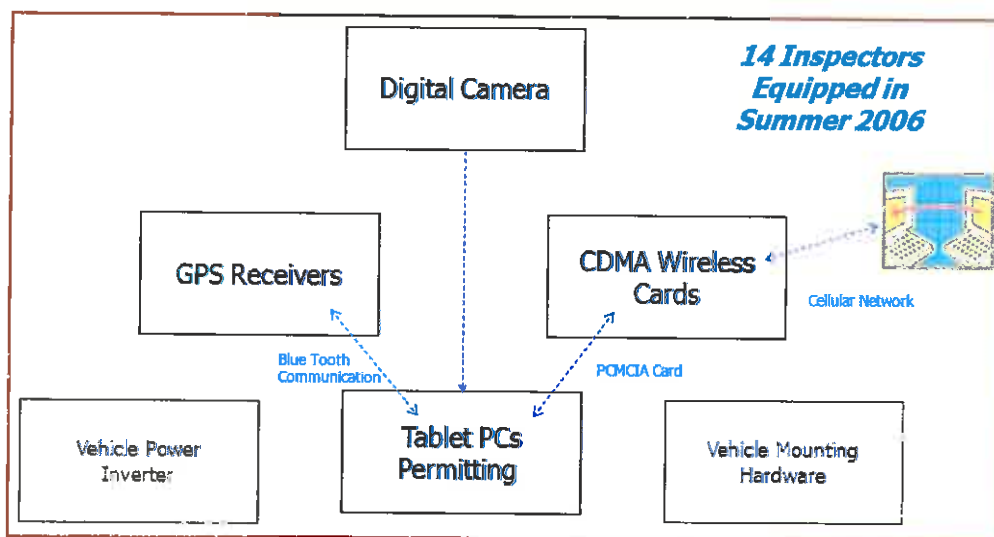 Digital Camera
14 Inspectors
Equipped in
Summer 2006
GPS Receivers
CDMA Wireless
Cards
Cellular Network
Blue Tooth
Communication
PCMCIA Card
Vehicle Power
Inverter
Tablet PCs
Permitting
Vehicle Mounting
Hardware